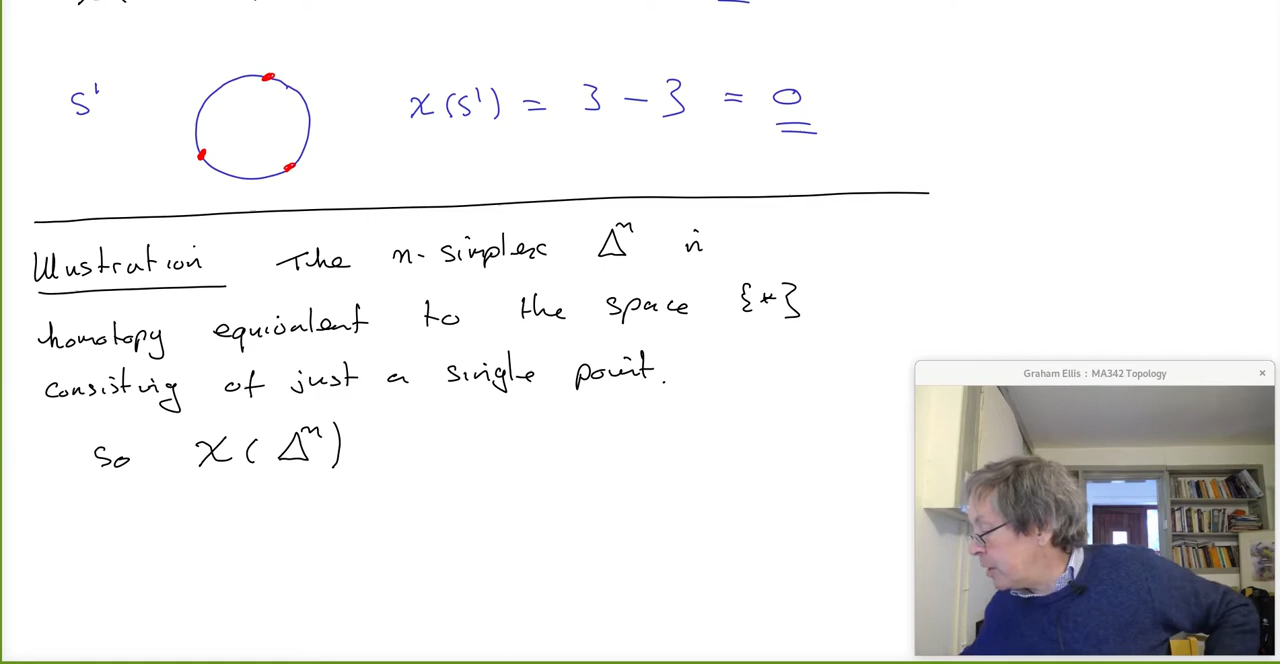 S¹ χ(S¹) = 3 - 3 = 0
Illustration The n-simplex Δⁿ is
homotopy equivalent to the space {*}
consisting of just a single point.
So χ(Δⁿ)
Graham Ellis : MA342 Topology ×